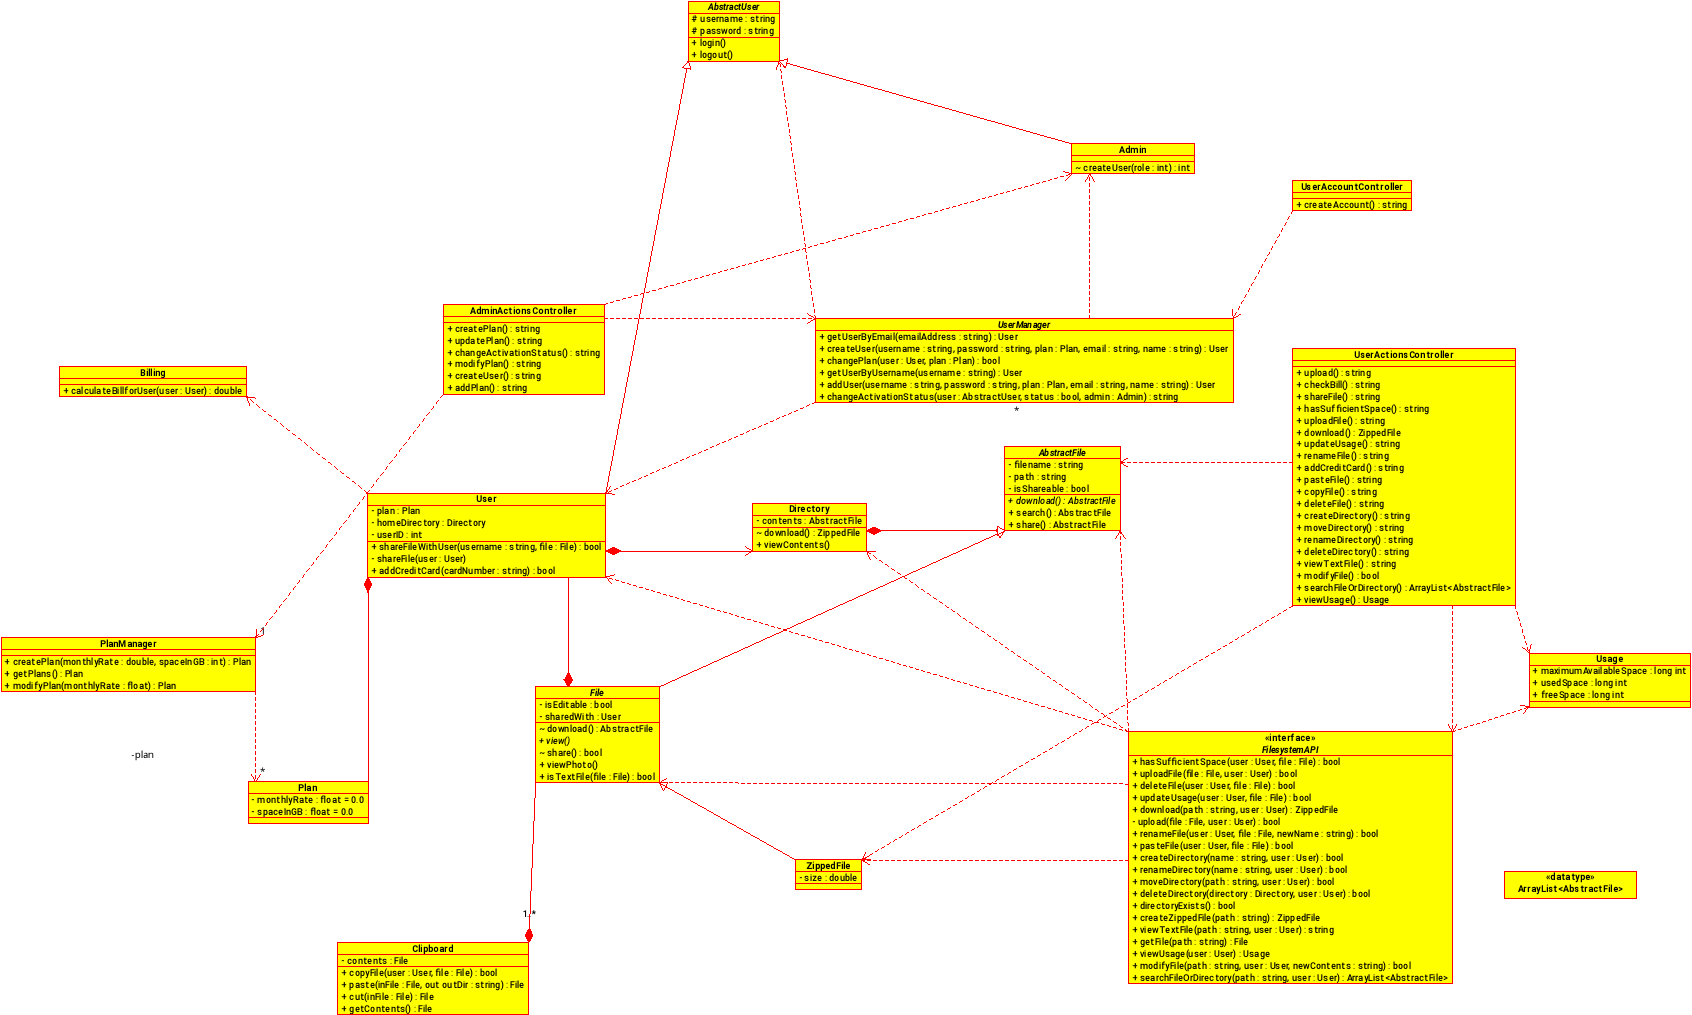 AbstractUser
# username : string
# password : string
+ login()
+ logout()
Admin
~ createUser(role : int) : int
UserAccountController
+ createAccount() : string
AdminActionsController
+ createPlan() : string
+ updatePlan() : string
+ changeActivationStatus() : string
+ modifyPlan() : string
+ createUser() : string
+ addPlan() : string
UserManager
+ getUserByEmail(emailAddress : string) : User
+ createUser(username : string, password : string, plan : Plan, email : string, name : string) : User
+ changePlan(user : User, plan : Plan) : bool
+ getUserByUsername(username : string) : User
+ addUser(username : string, password : string, plan : Plan, email : string, name : string) : User
+ changeActivationStatus(user : AbstractUser, status : bool, admin : Admin) : string
*
Billing
+ calculateBillforUser(user : User) : double
UserActionsController
+ upload() : string
+ checkBill() : string
+ shareFile() : string
+ hasSufficientSpace() : string
+ uploadFile() : string
+ download() : ZippedFile
+ updateUsage() : string
+ renameFile() : string
+ addCreditCard() : string
+ pasteFile() : string
+ copyFile() : string
+ deleteFile() : string
+ createDirectory() : string
+ moveDirectory() : string
+ renameDirectory() : string
+ deleteDirectory() : string
+ viewTextFile() : string
+ modifyFile() : bool
+ searchFileOrDirectory() : ArrayList<AbstractFile>
+ viewUsage() : Usage
AbstractFile
- filename : string
- path : string
- isShareable : bool
+ download() : AbstractFile
+ search() : AbstractFile
+ share() : AbstractFile
User
- plan : Plan
- homeDirectory : Directory
- userID : int
+ shareFileWithUser(username : string, file : File) : bool
- shareFile(user : User)
+ addCreditCard(cardNumber : string) : bool
Directory
- contents : AbstractFile
~ download() : ZippedFile
+ viewContents()
1
PlanManager
+ createPlan(monthlyRate : double, spaceInGB : int) : Plan
+ getPlans() : Plan
+ modifyPlan(monthlyRate : float) : Plan
Usage
+ maximumAvailableSpace : long int
+ usedSpace : long int
+ freeSpace : long int
File
- isEditable : bool
- sharedWith : User
~ download() : AbstractFile
+ view()
~ share() : bool
+ viewPhoto()
+ isTextFile(file : File) : bool
-plan
*
Plan
- monthlyRate : float = 0.0
- spaceInGB : float = 0.0
«interface»
FilesystemAPI
+ hasSufficientSpace(user : User, file : File) : bool
+ uploadFile(file : File, user : User) : bool
+ deleteFile(user : User, file : File) : bool
+ updateUsage(user : User, file : File) : bool
+ download(path : string, user : User) : ZippedFile
- upload(file : File, user : User) : bool
+ renameFile(user : User, file : File, newName : string) : bool
+ pasteFile(user : User, file : File) : bool
+ createDirectory(name : string, user : User) : bool
+ renameDirectory(name : string, user : User) : bool
+ moveDirectory(path : string, user : User) : bool
+ deleteDirectory(directory : Directory, user : User) : bool
+ directoryExists() : bool
+ createZippedFile(path : string) : ZippedFile
+ viewTextFile(path : string, user : User) : string
+ getFile(path : string) : File
+ viewUsage(user : User) : Usage
+ modifyFile(path : string, user : User, newContents : string) : bool
+ searchFileOrDirectory(path : string, user : User) : ArrayList<AbstractFile>
ZippedFile
- size : double
«datatype»
ArrayList<AbstractFile>
1..*
Clipboard
- contents : File
+ copyFile(user : User, file : File) : bool
+ paste(inFile : File, out outDir : string) : File
+ cut(inFile : File) : File
+ getContents() : File